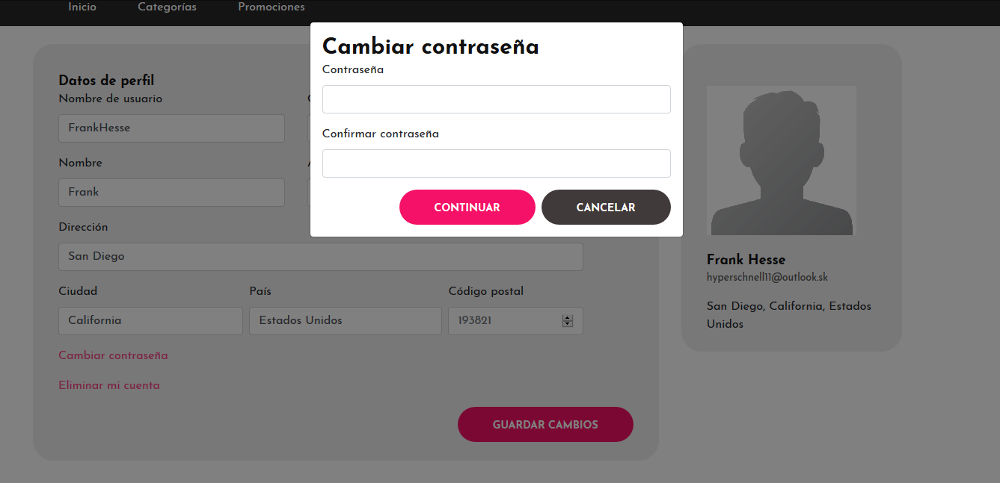 Inicio Categorías Promociones
Cambiar contraseña
Contraseña
Confirmar contraseña
CONTINUAR CANCELAR
Datos de perfil
Nombre de usuario
FrankHesse
Nombre
Frank
Dirección
San Diego
Ciudad País Código postal
California Estados Unidos 193821
Cambiar contraseña
Eliminar mi cuenta
GUARDAR CAMBIOS
Frank Hesse
hyperschnell11@outlook.sk
San Diego, California, Estados
Unidos